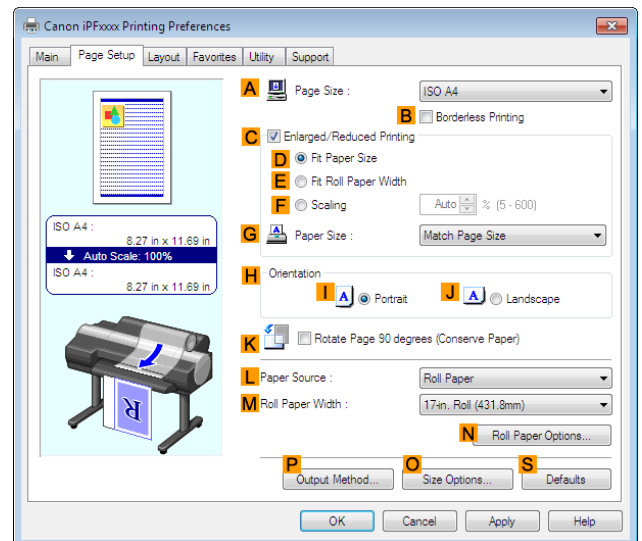 Canon iPFxxxx Printing Preferences
Main Page Setup Layout Favorites Utility Support
A Page Size : ISO A4
B Borderless Printing
C Enlarged/Reduced Printing
D Fit Paper Size
E Fit Roll Paper Width
F Scaling Auto % (5 - 600)
ISO A4 :
8.27 in x 11.69 in
Auto Scale: 100%
ISO A4 :
8.27 in x 11.69 in
G Paper Size : Match Page Size
H Orientation
I A Portrait J A Landscape
K Rotate Page 90 degrees (Conserve Paper)
R
L Paper Source : Roll Paper
M Roll Paper Width : 17-in. Roll (431.8mm)
N Roll Paper Options...
P O S
Output Method... Size Options... Defaults
OK Cancel Apply Help